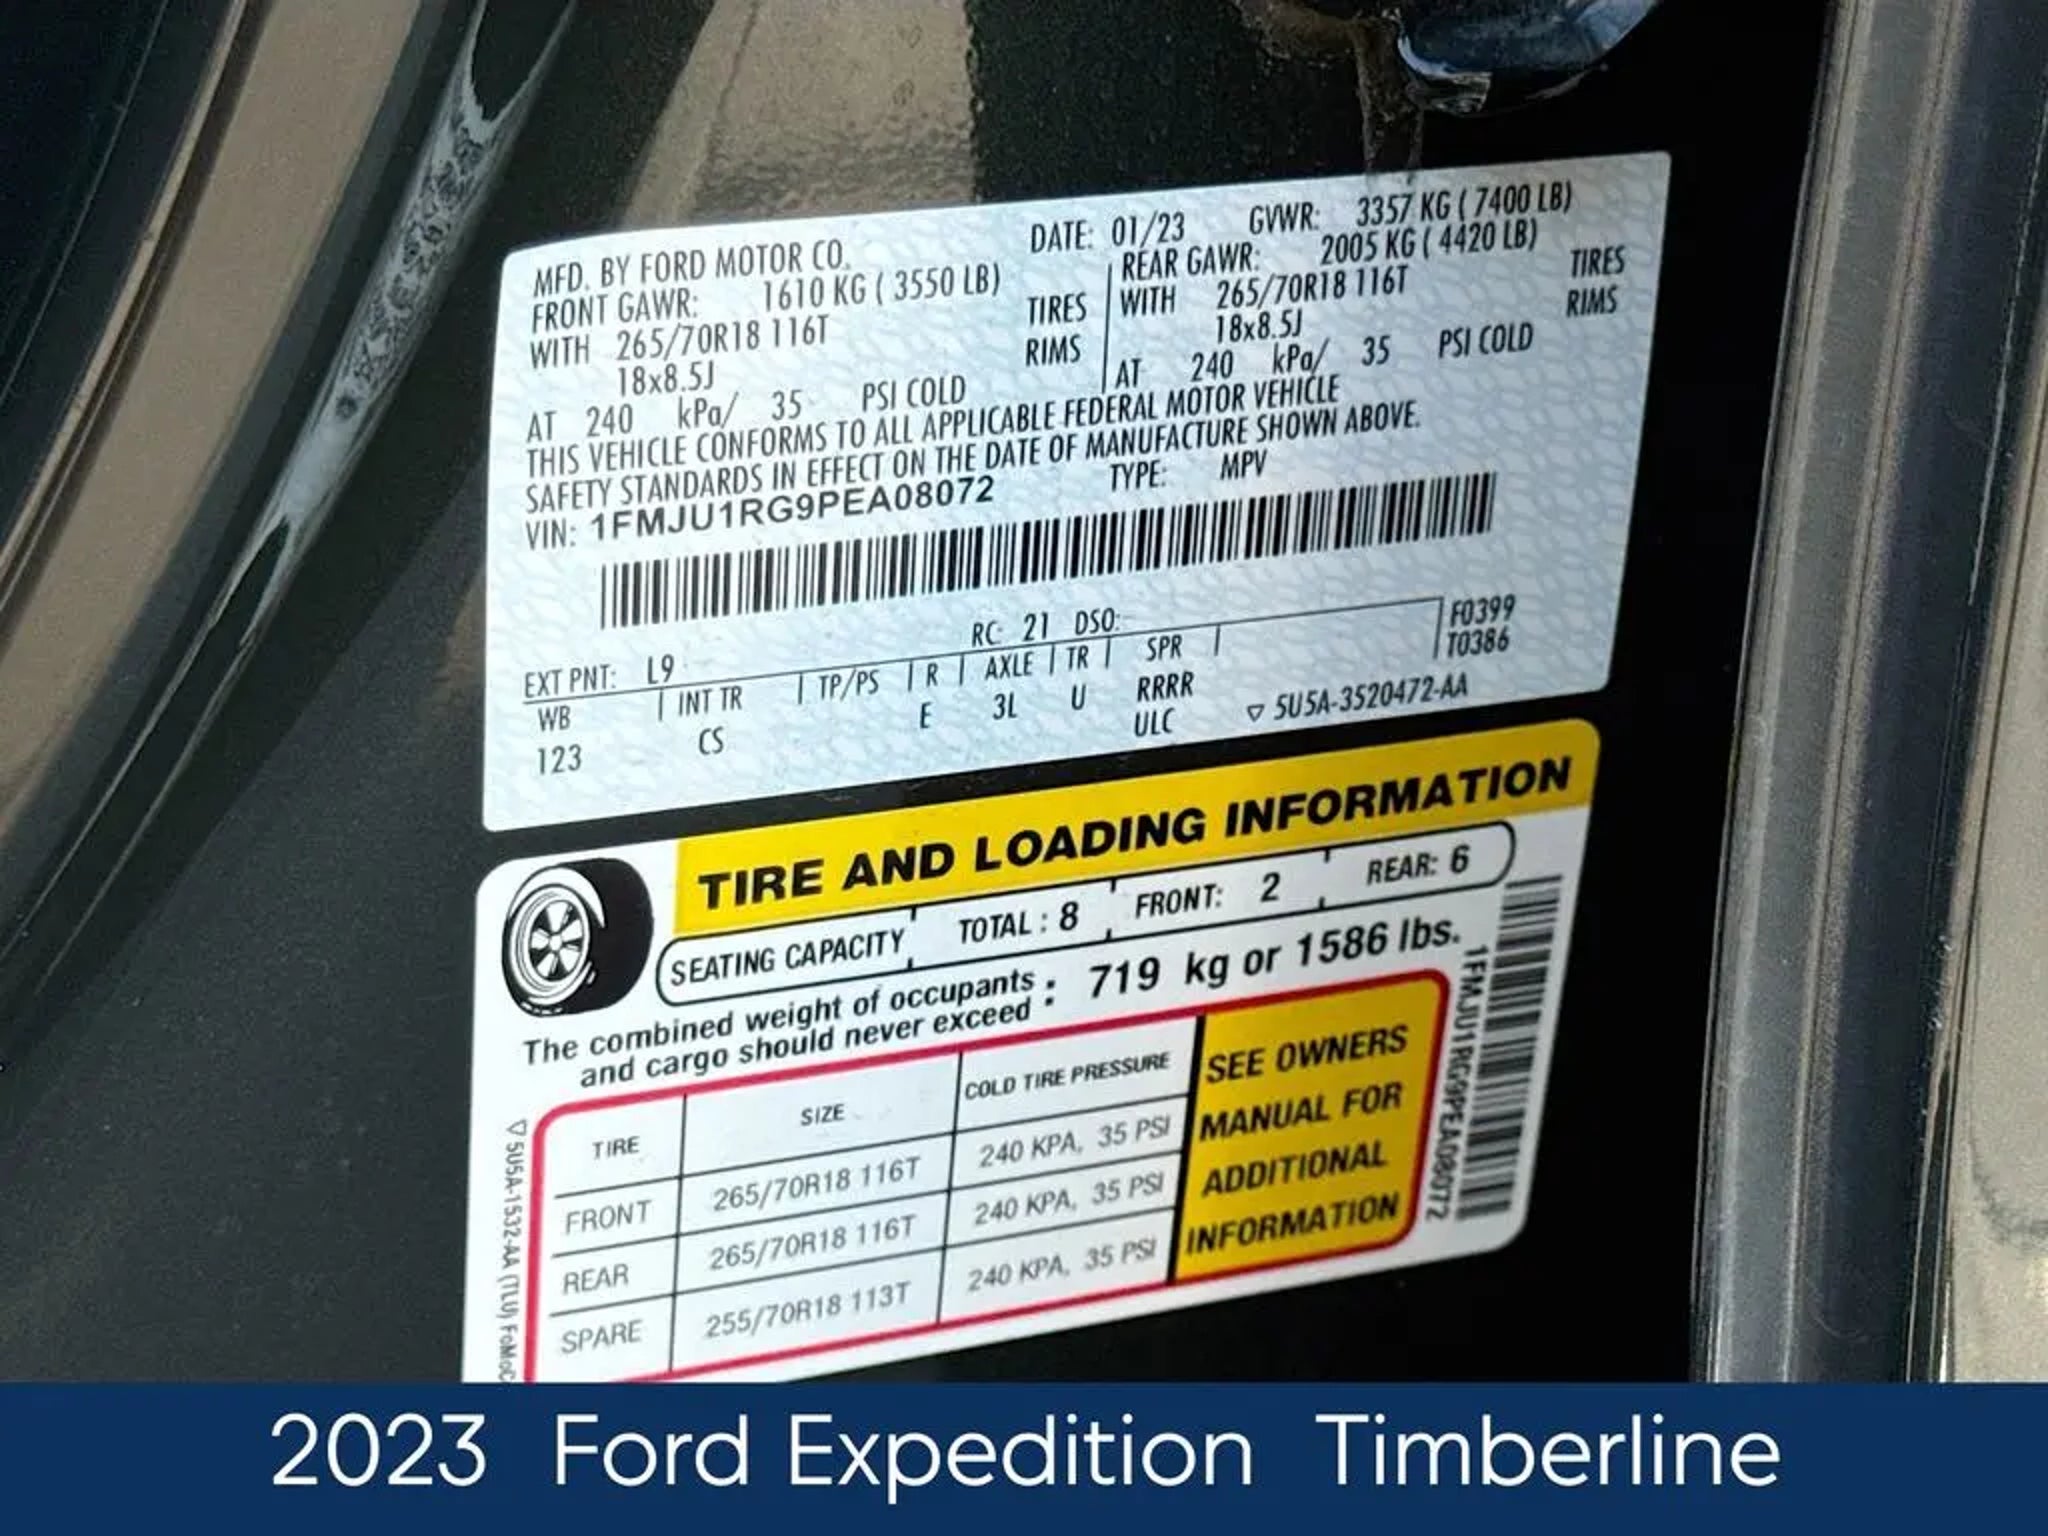 MFD. BY FORD MOTOR CO. DATE: 01/23 GVWR: 3357 KG ( 7400 LB)
FRONT GAWR: 1610 KG ( 3550 LB) REAR GAWR: 2005 KG ( 4420 LB)
WITH 265/70R18 116T TIRES WITH 265/70R18 116T TIRES
18x8.5J RIMS 18x8.5J RIMS
AT 240 kPa/ 35 PSI COLD AT 240 kPa/ 35 PSI COLD
THIS VEHICLE CONFORMS TO ALL APPLICABLE FEDERAL MOTOR VEHICLE
SAFETY STANDARDS IN EFFECT ON THE DATE OF MANUFACTURE SHOWN ABOVE.
VIN: 1FMJU1RG9PEA08072 TYPE: MPV
EXT PNT: L9 RC: 21 DSO: F0399
WB INT TR TP/PS R AXLE TR SPR T0386
123 CS E 3L U RRRR
ULC ▽ 5U5A-3520472-AA
TIRE AND LOADING INFORMATION
SEATING CAPACITY TOTAL : 8 FRONT: 2 REAR: 6
The combined weight of occupants
and cargo should never exceed : 719 kg or 1586 lbs.
TIRE SIZE COLD TIRE PRESSURE
FRONT 265/70R18 116T 240 KPA, 35 PSI
REAR 265/70R18 116T 240 KPA, 35 PSI
SPARE 255/70R18 113T 240 KPA, 35 PSI
SEE OWNERS
MANUAL FOR
ADDITIONAL
INFORMATION
1FMJU1RG9PEA08072
▽5U5A-1532-AA (TLU) FoMoC
2023 Ford Expedition Timberline